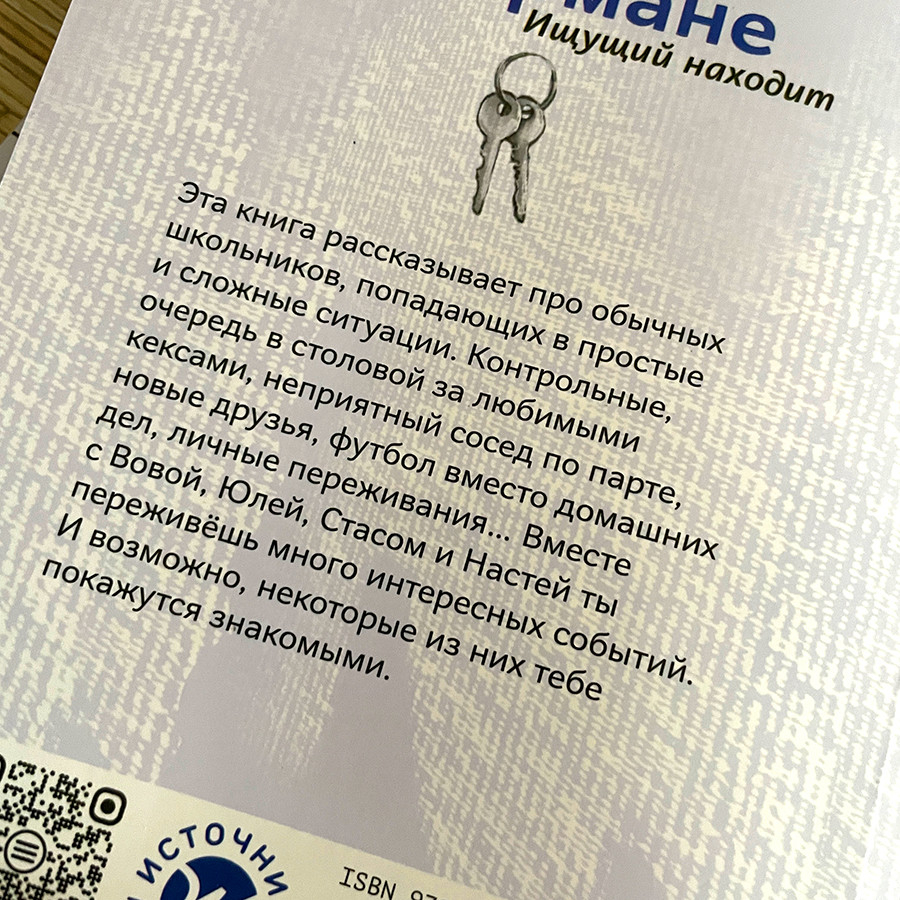 Ищущий находит
Эта книга рассказывает про обычных
школьников, попадающих в простые
и сложные ситуации. Контрольные,
очередь в столовой за любимыми
кексами, неприятный сосед по парте,
новые друзья, футбол вместо домашних
дел, личные переживания... Вместе
с Вовой, Юлей, Стасом и Настей ты
переживёшь много интересных событий.
И возможно, некоторые из них тебе
покажутся знакомыми.
ISBN 97